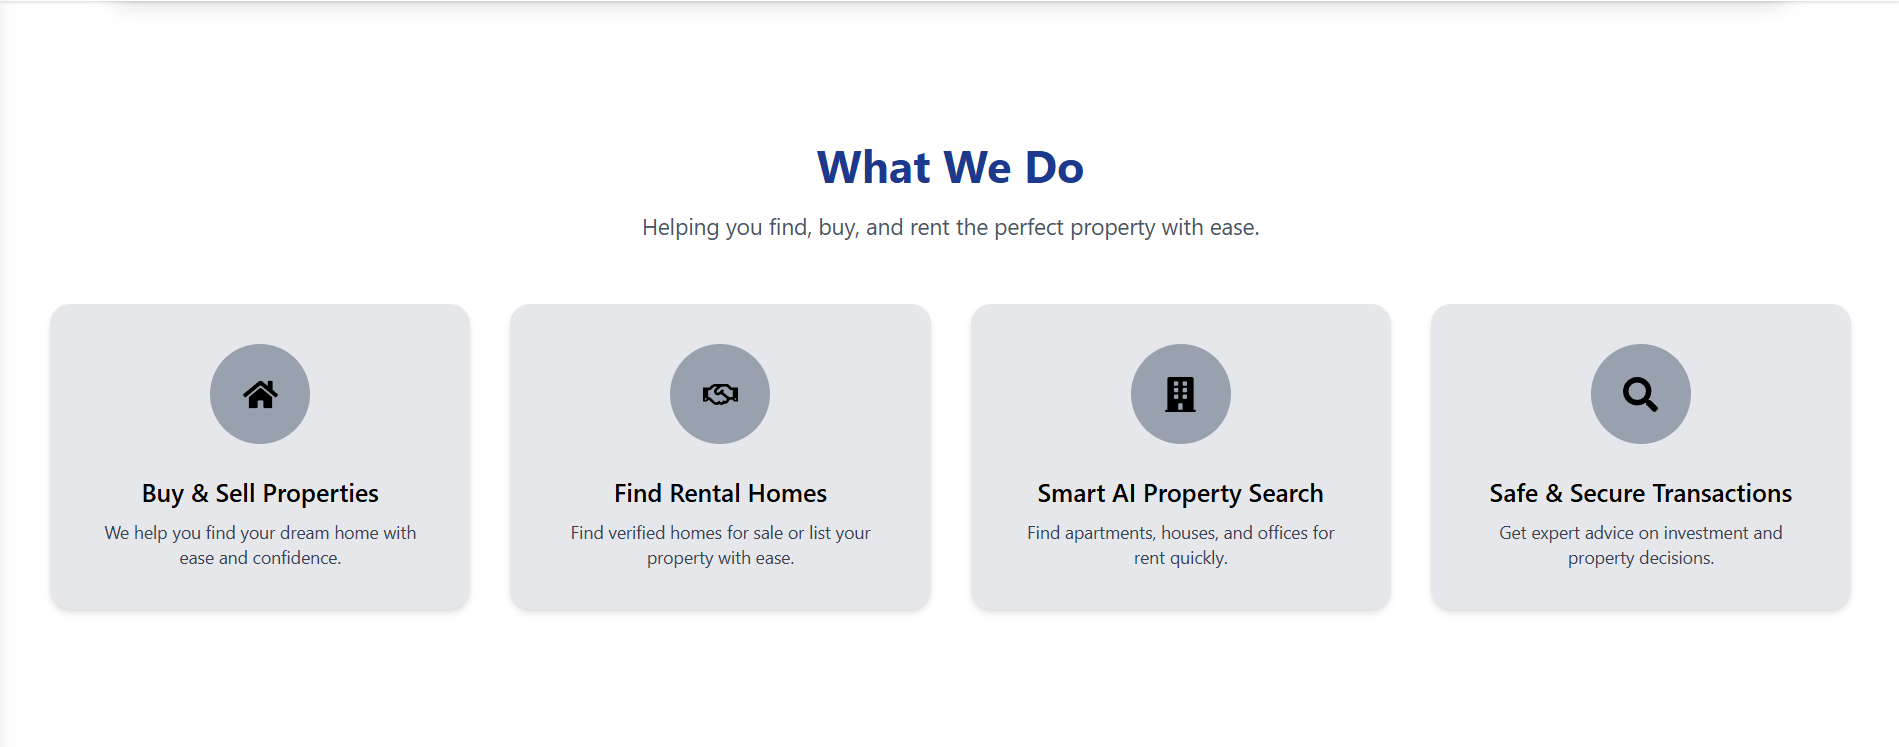 What We Do
Helping you find, buy, and rent the perfect property with ease.
Buy & Sell Properties
We help you find your dream home with
ease and confidence.
Find Rental Homes
Find verified homes for sale or list your
property with ease.
Smart AI Property Search
Find apartments, houses, and offices for
rent quickly.
Safe & Secure Transactions
Get expert advice on investment and
property decisions.